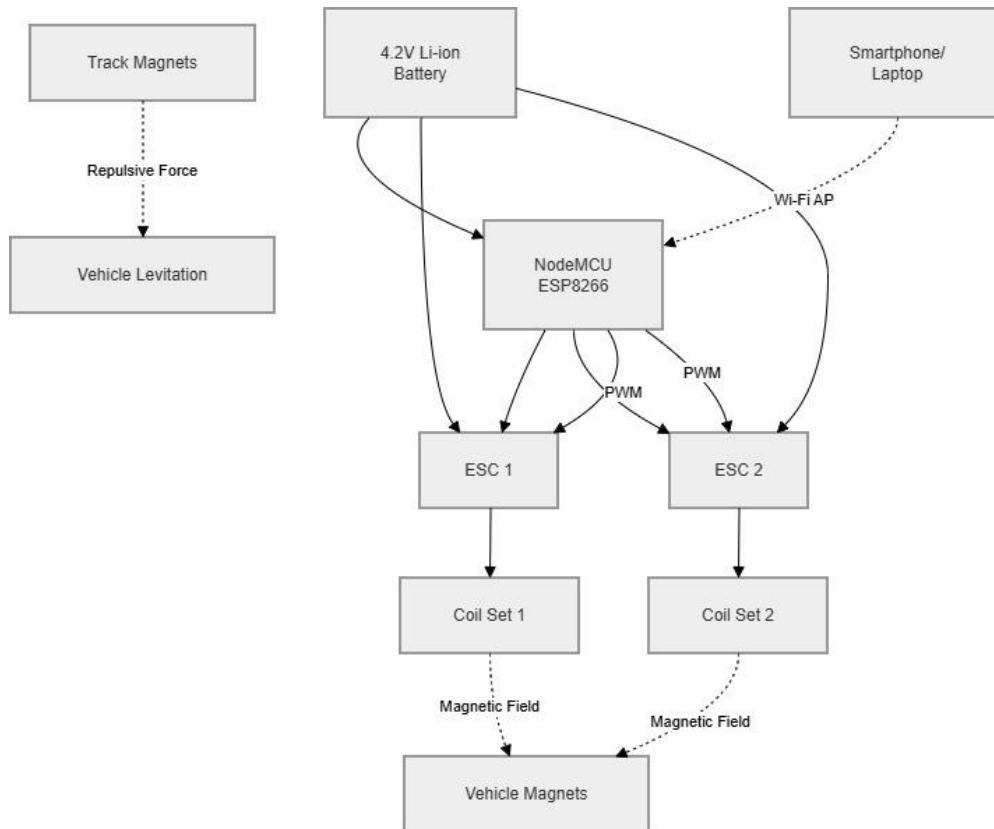 Track Magnets
4.2V Li-ion
Battery
Smartphone/
Laptop
Repulsive Force
Wi-Fi AP
Vehicle Levitation
NodeMCU
ESP8266
PWM
PWM
ESC 1
ESC 2
Coil Set 1
Coil Set 2
Magnetic Field
Magnetic Field
Vehicle Magnets